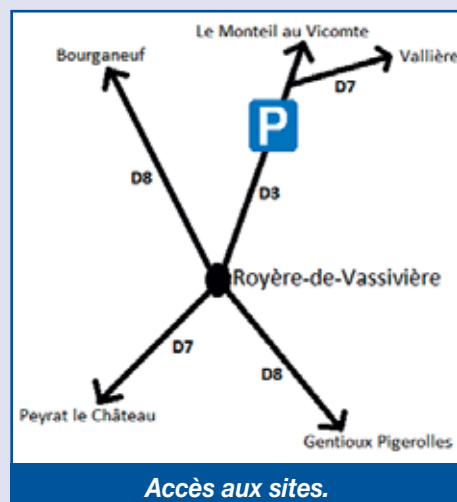 Le Monteil au Vicomte
Bourganeuf
Vallière
D7
P
D8
D3
Royère-de-Vassivière
D7
D8
Peyrat le Château
Gentioux Pigerolles
Accès aux sites.